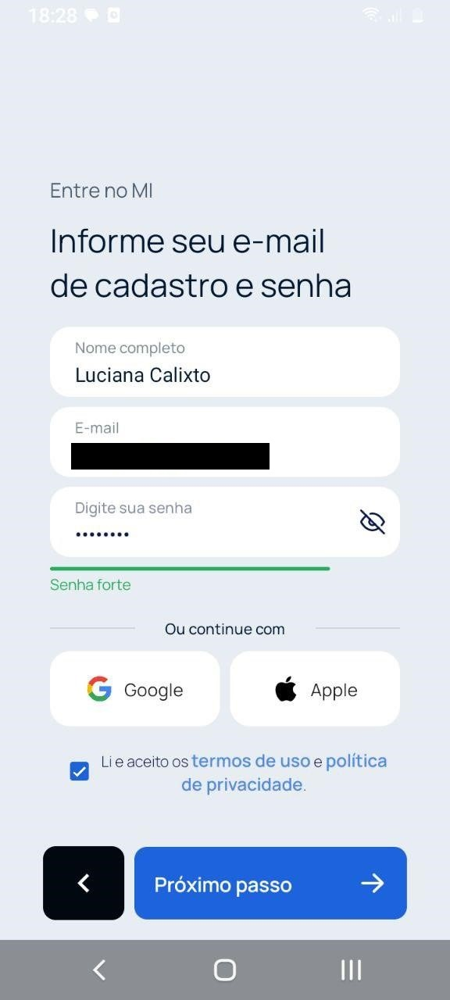 18:28
Entre no MI
Informe seu e-mail
de cadastro e senha
Nome completo
Luciana Calixto
E-mail
Digite sua senha
••••••••
Senha forte
Ou continue com
Google
Apple
Li e aceito os termos de uso e política
de privacidade.
Próximo passo